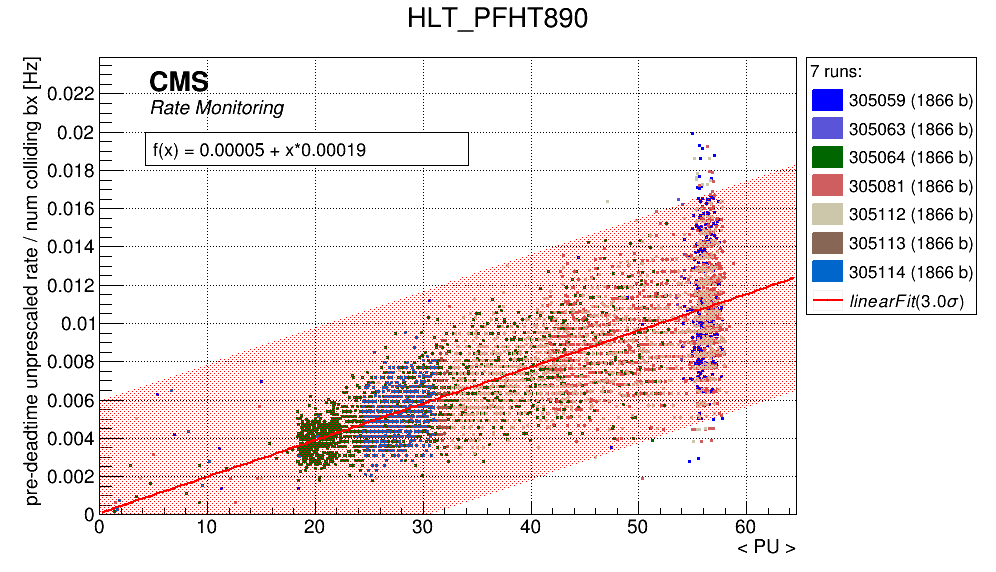 HLT_PFHT890
pre-deadtime unprescaled rate / num colliding bx [Hz]
CMS
Rate Monitoring
f(x) = 0.00005 + x*0.00019
0.022
0.02
0.018
0.016
0.014
0.012
0.01
0.008
0.006
0.004
0.002
0
0 10 20 30 40 50 60
< PU >
7 runs:
305059 (1866 b)
305063 (1866 b)
305064 (1866 b)
305081 (1866 b)
305112 (1866 b)
305113 (1866 b)
305114 (1866 b)
linearFit(3.0σ)